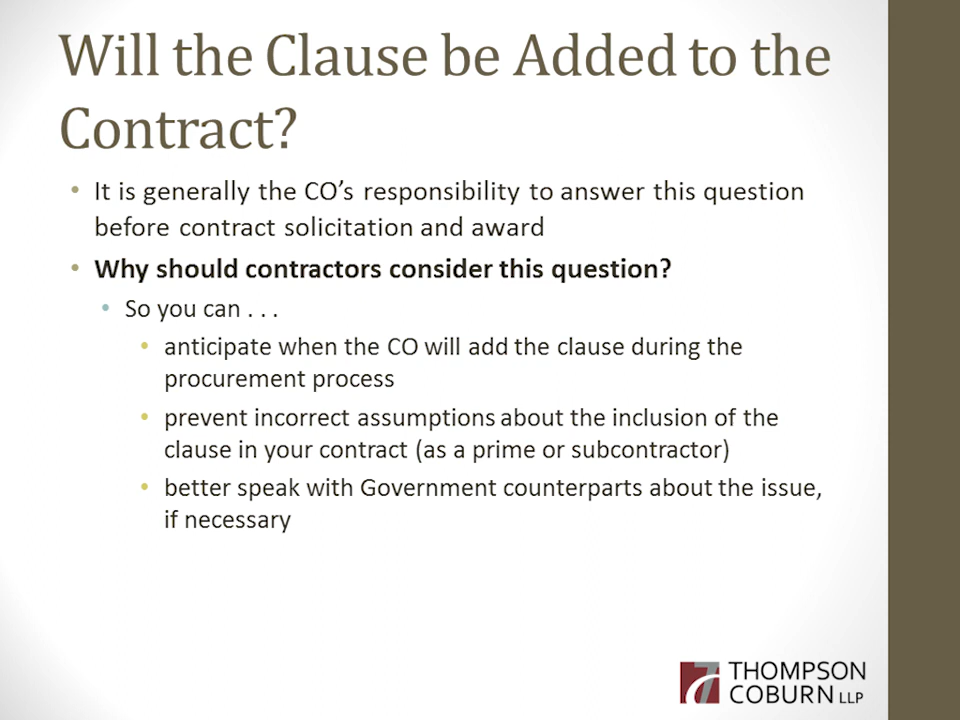 Will the Clause be Added to the
Contract?
• It is generally the CO’s responsibility to answer this question
before contract solicitation and award
• Why should contractors consider this question?
• So you can . . .
• anticipate when the CO will add the clause during the
procurement process
• prevent incorrect assumptions about the inclusion of the
clause in your contract (as a prime or subcontractor)
• better speak with Government counterparts about the issue,
if necessary
THOMPSON
COBURN LLP